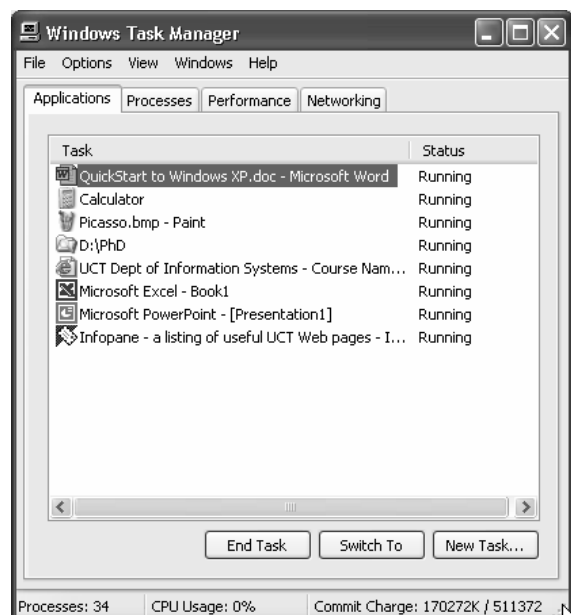 Windows Task Manager
File Options View Windows Help
Applications Processes Performance Networking
Task Status
QuickStart to Windows XP.doc - Microsoft Word Running
Calculator Running
Picasso.bmp - Paint Running
D:\PhD Running
UCT Dept of Information Systems - Course Nam... Running
Microsoft Excel - Book1 Running
Microsoft PowerPoint - [Presentation1] Running
Infopane - a listing of useful UCT Web pages - I... Running
End Task Switch To New Task...
Processes: 34 CPU Usage: 0% Commit Charge: 170272K / 511372